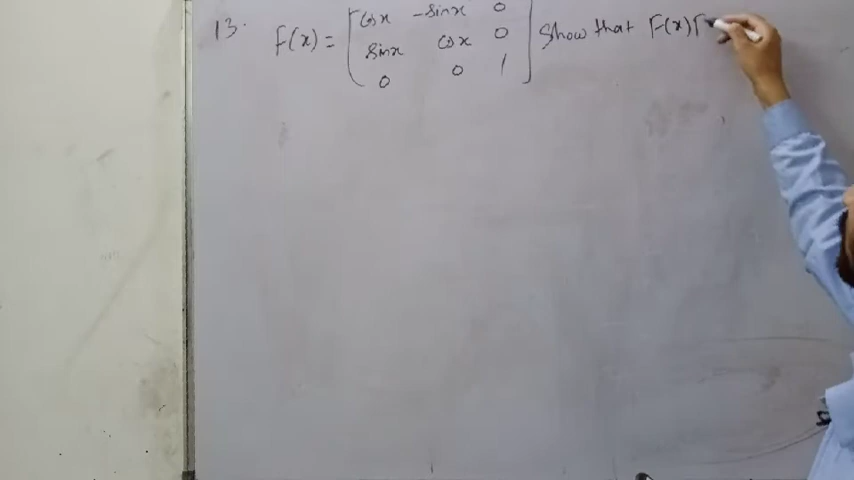 13. F(x) = [cosx -sinx 0 Show that F(x)F
sinx cosx 0
0 0 1]